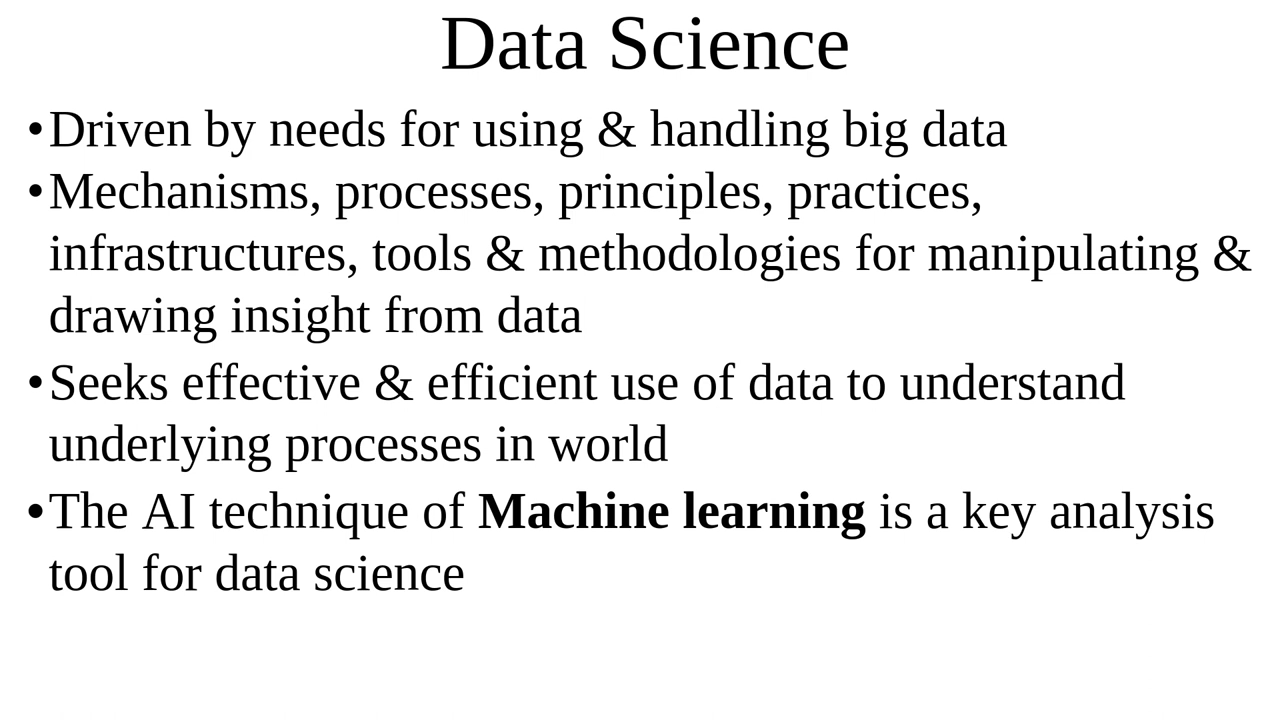 Data Science
•Driven by needs for using & handling big data
•Mechanisms, processes, principles, practices,
infrastructures, tools & methodologies for manipulating &
drawing insight from data
•Seeks effective & efficient use of data to understand
underlying processes in world
•The AI technique of Machine learning is a key analysis
tool for data science